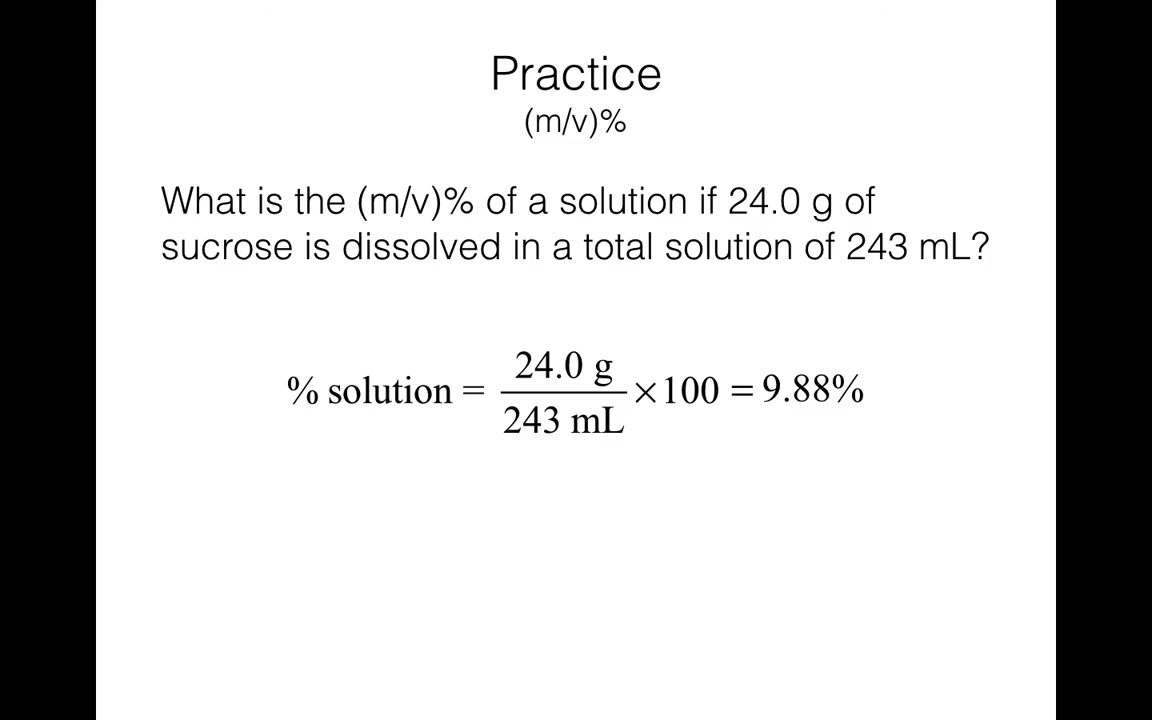 Practice
(m/v)%
What is the (m/v)% of a solution if 24.0 g of
sucrose is dissolved in a total solution of 243 mL?
% solution = 24.0 g / 243 mL ×100 = 9.88%